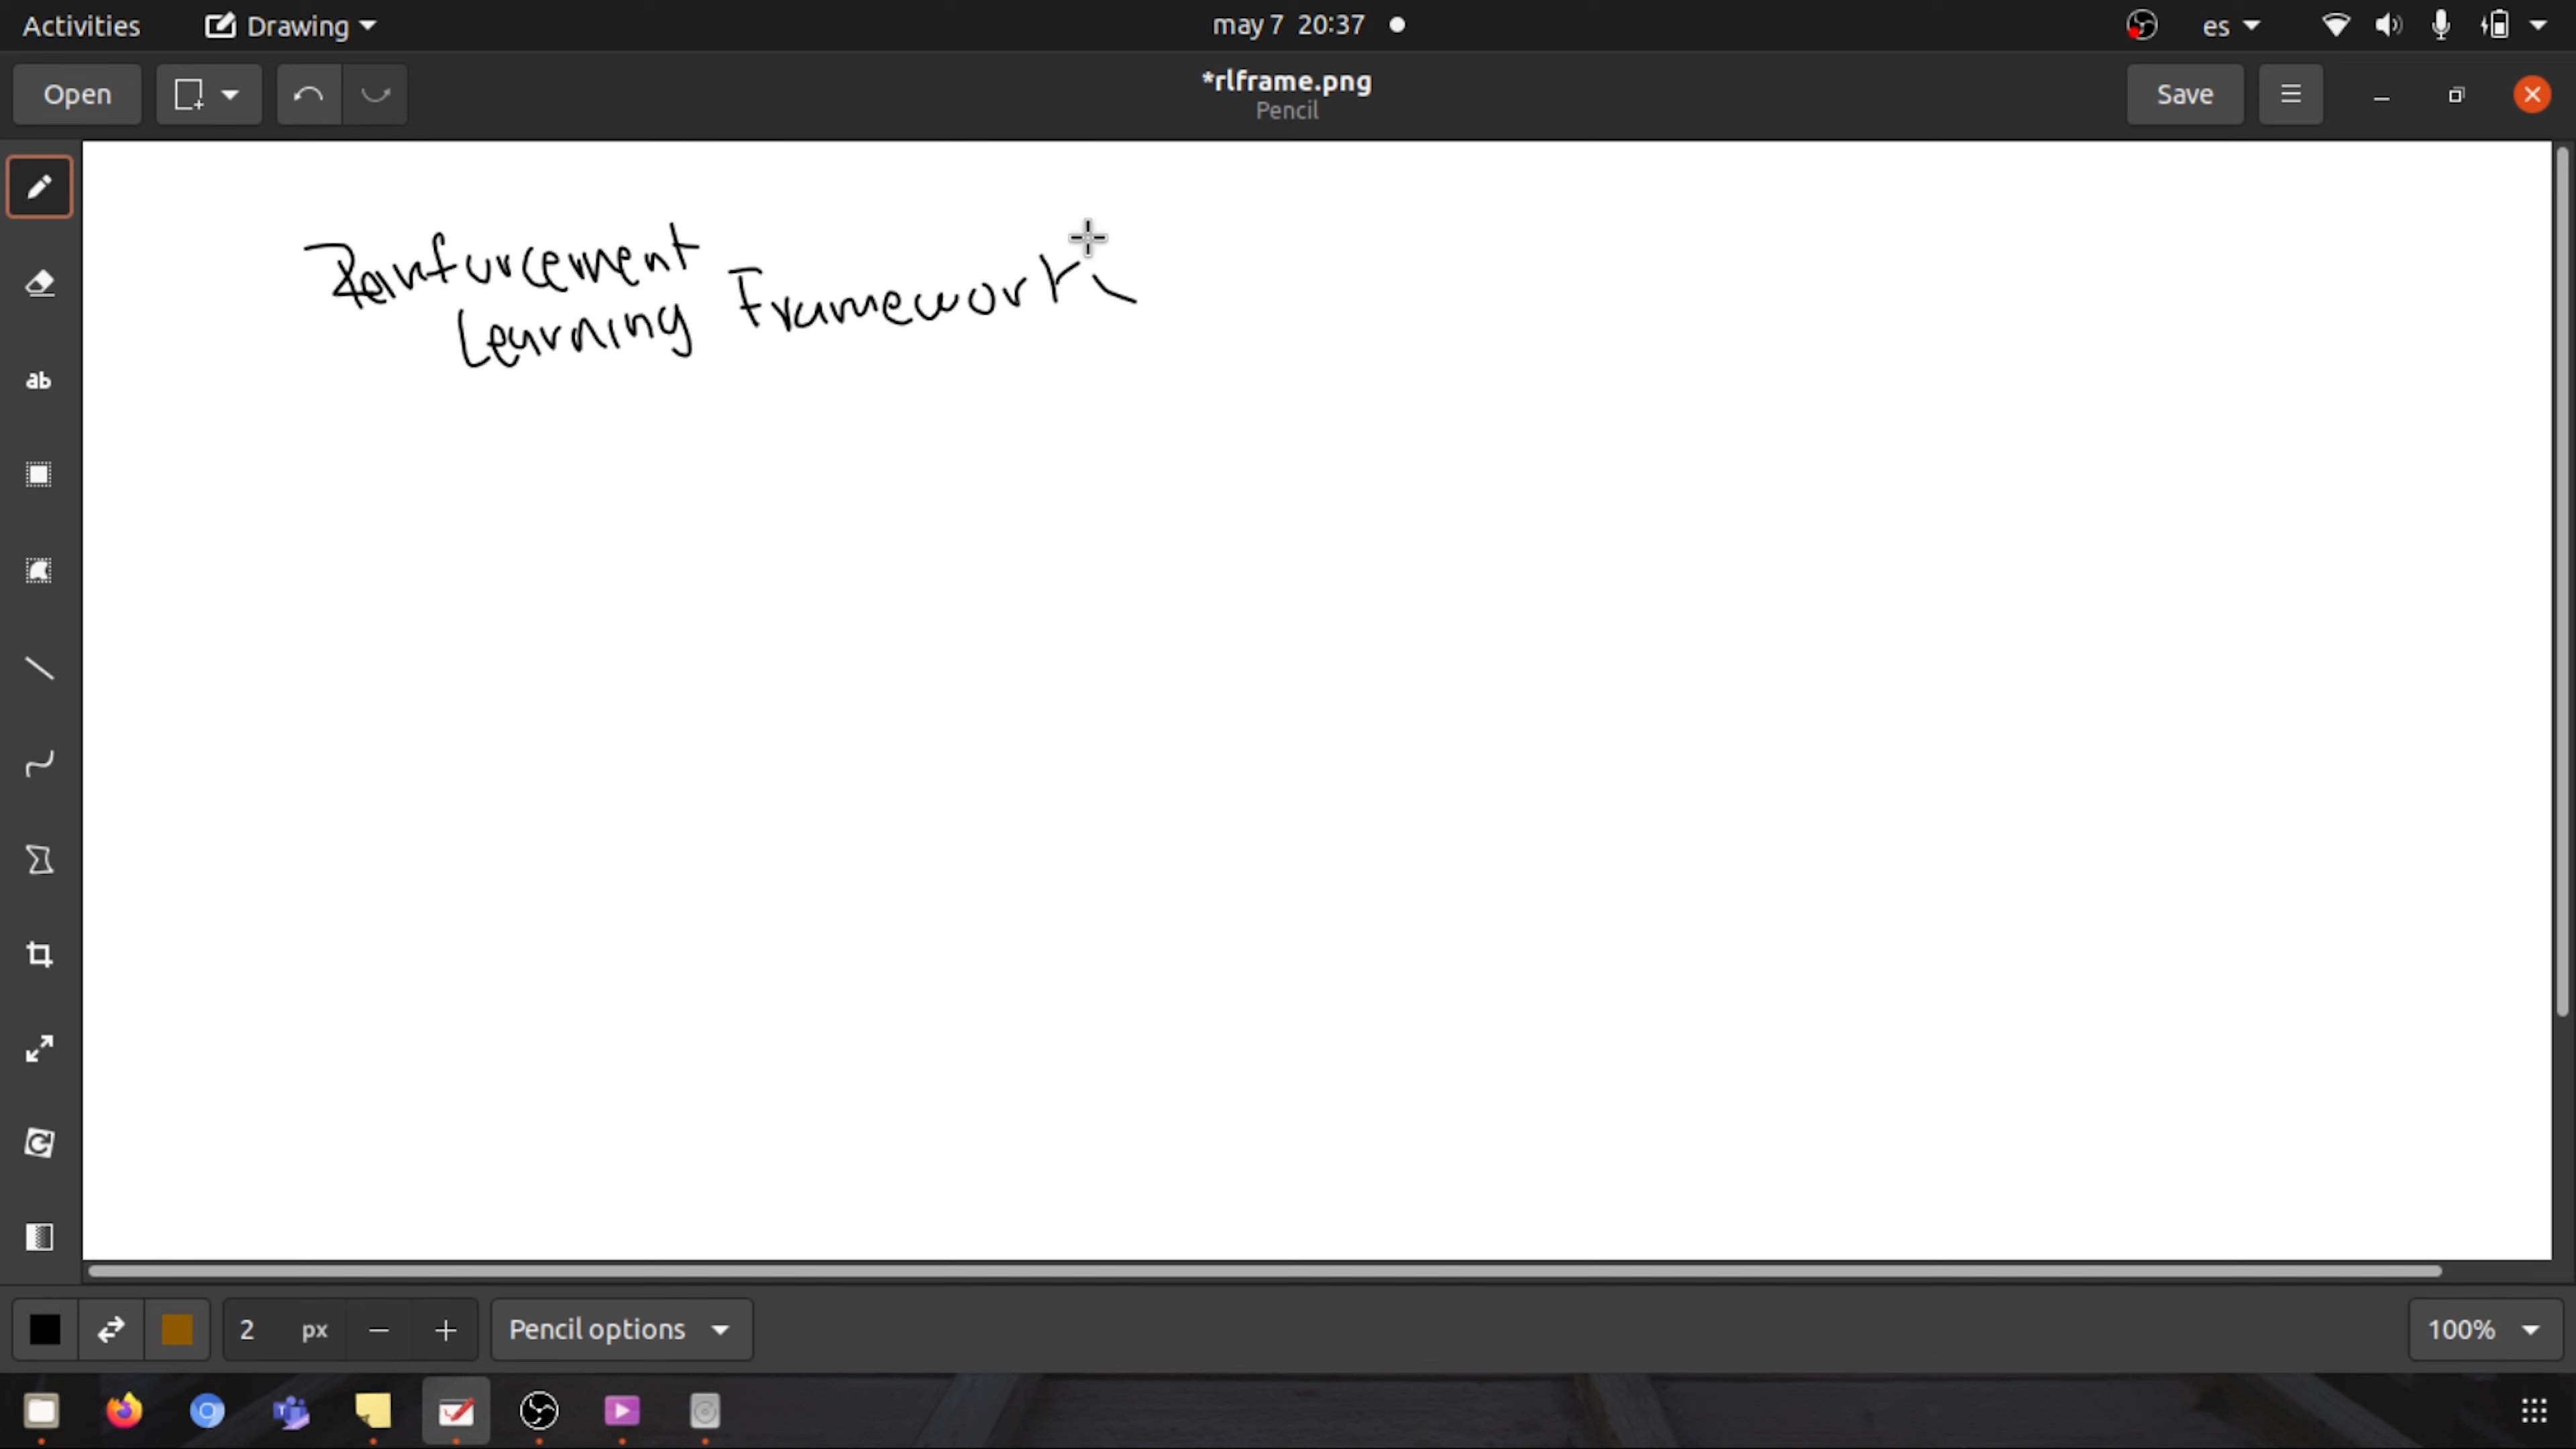 Activities
Drawing
may 7 20:37
es
Open
*rlframe.png
Pencil
Save
ab
Reinfurcement
Learning Framework
2 px
Pencil options
100%